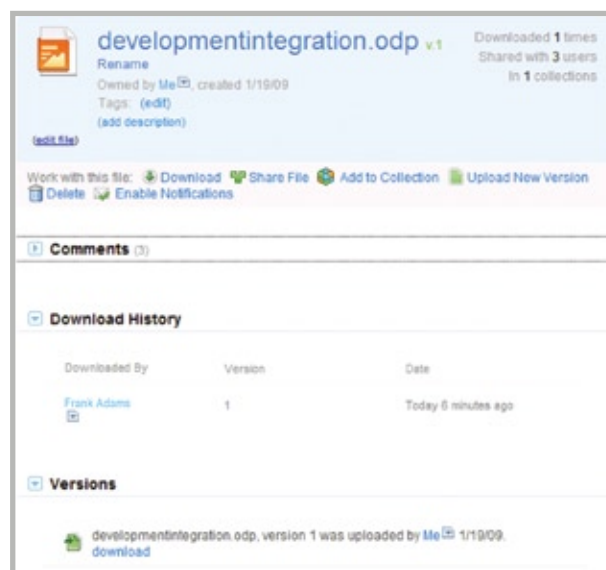 developmentintegration.odp v.1
Downloaded 1 times
Rename
Shared with 3 users
Owned by Me, created 1/19/09
In 1 collections
Tags: (edit)
(add description)
(edit file)
Work with this file: Download Share File Add to Collection Upload New Version
Delete Enable Notifications
Comments (3)
Download History
Downloaded By Version Date
Frank Adams 1 Today 6 minutes ago
Versions
developmentintegration.odp, version 1 was uploaded by Me 1/19/09.
download